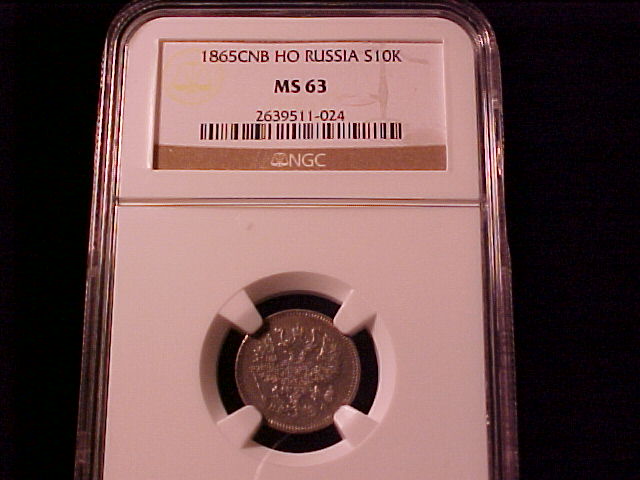 1865CNB HO RUSSIA S10K
MS 63
2639511-024
NGC